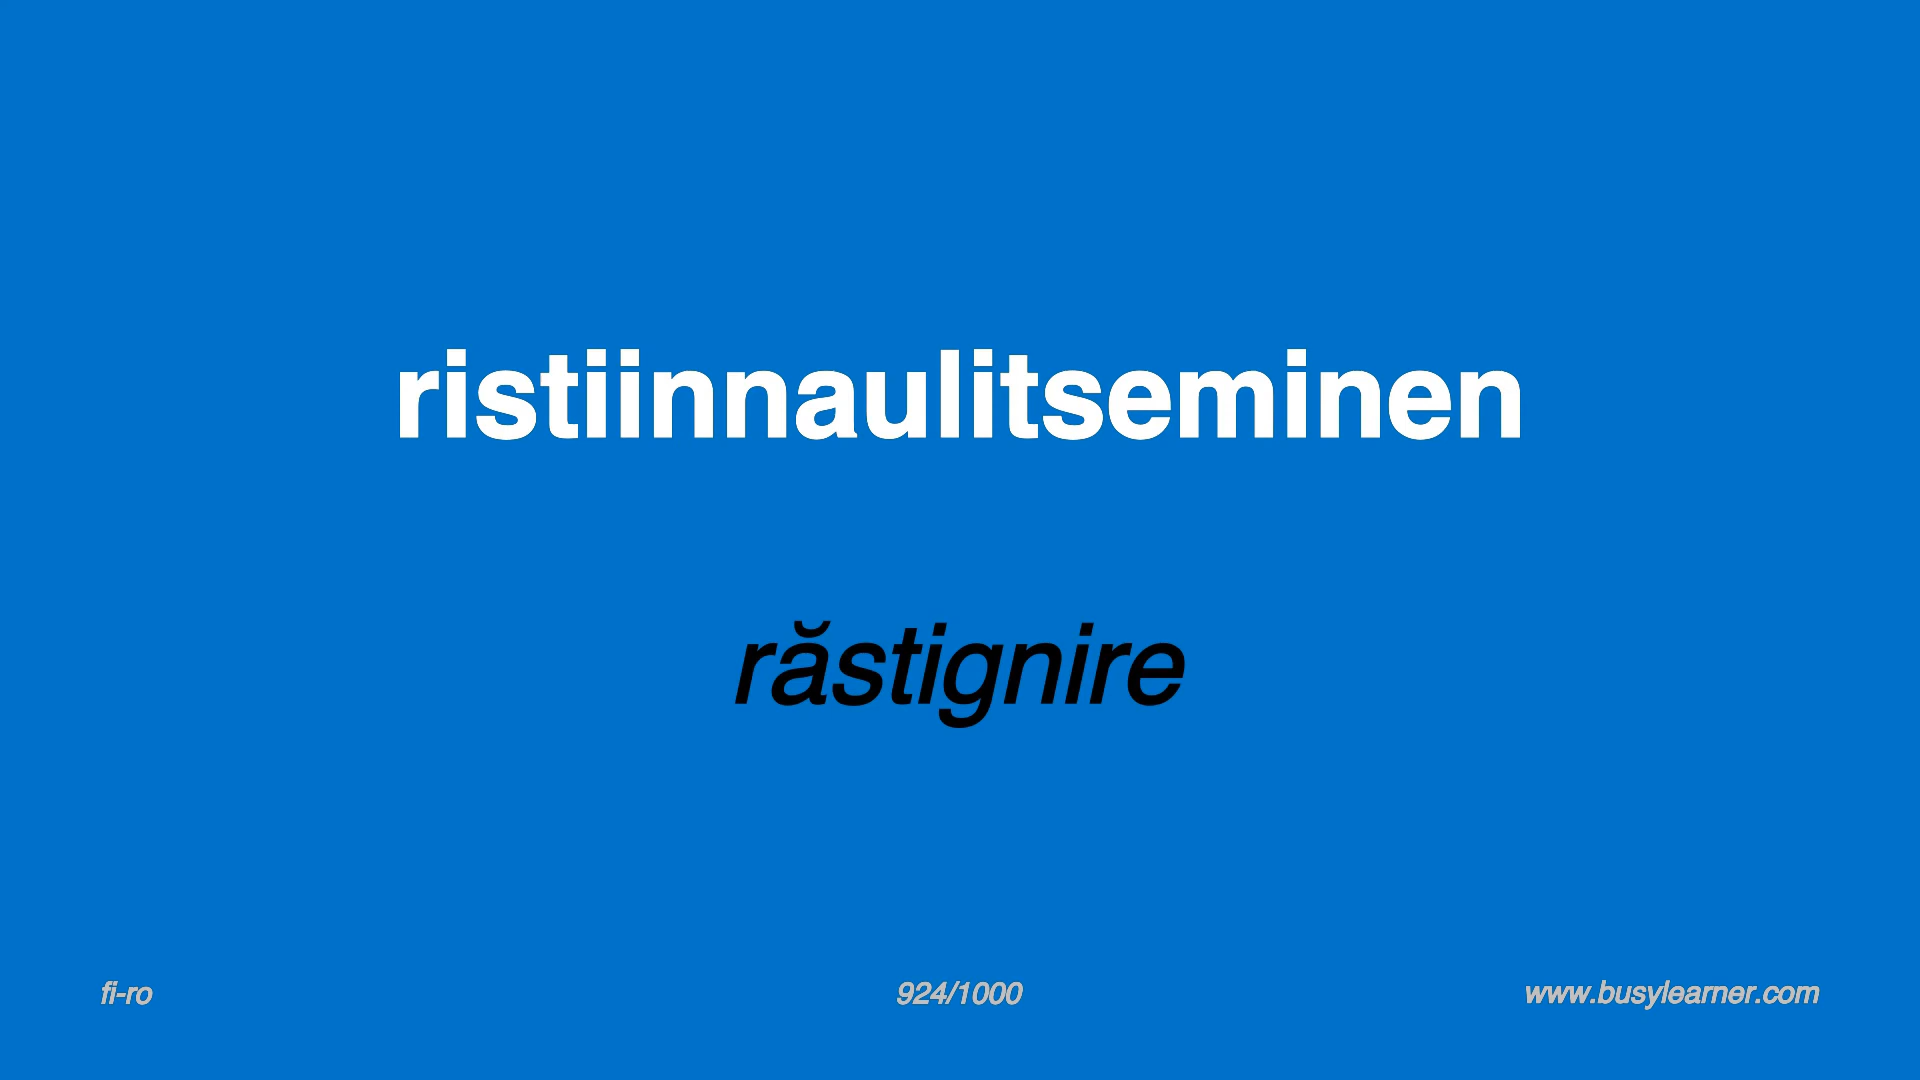 ristiinnaulitseminen
răstignire
fi-ro
924/1000
www.busylearner.com